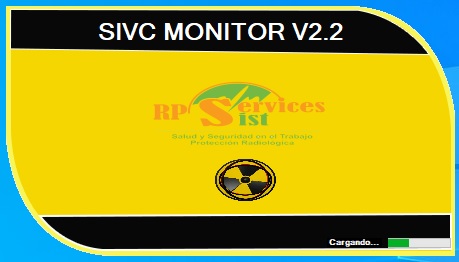 SIVC MONITOR V2.2
RP Services
Sist
Salud y Seguridad en el Trabajo
Protección Radiológica
Cargando...